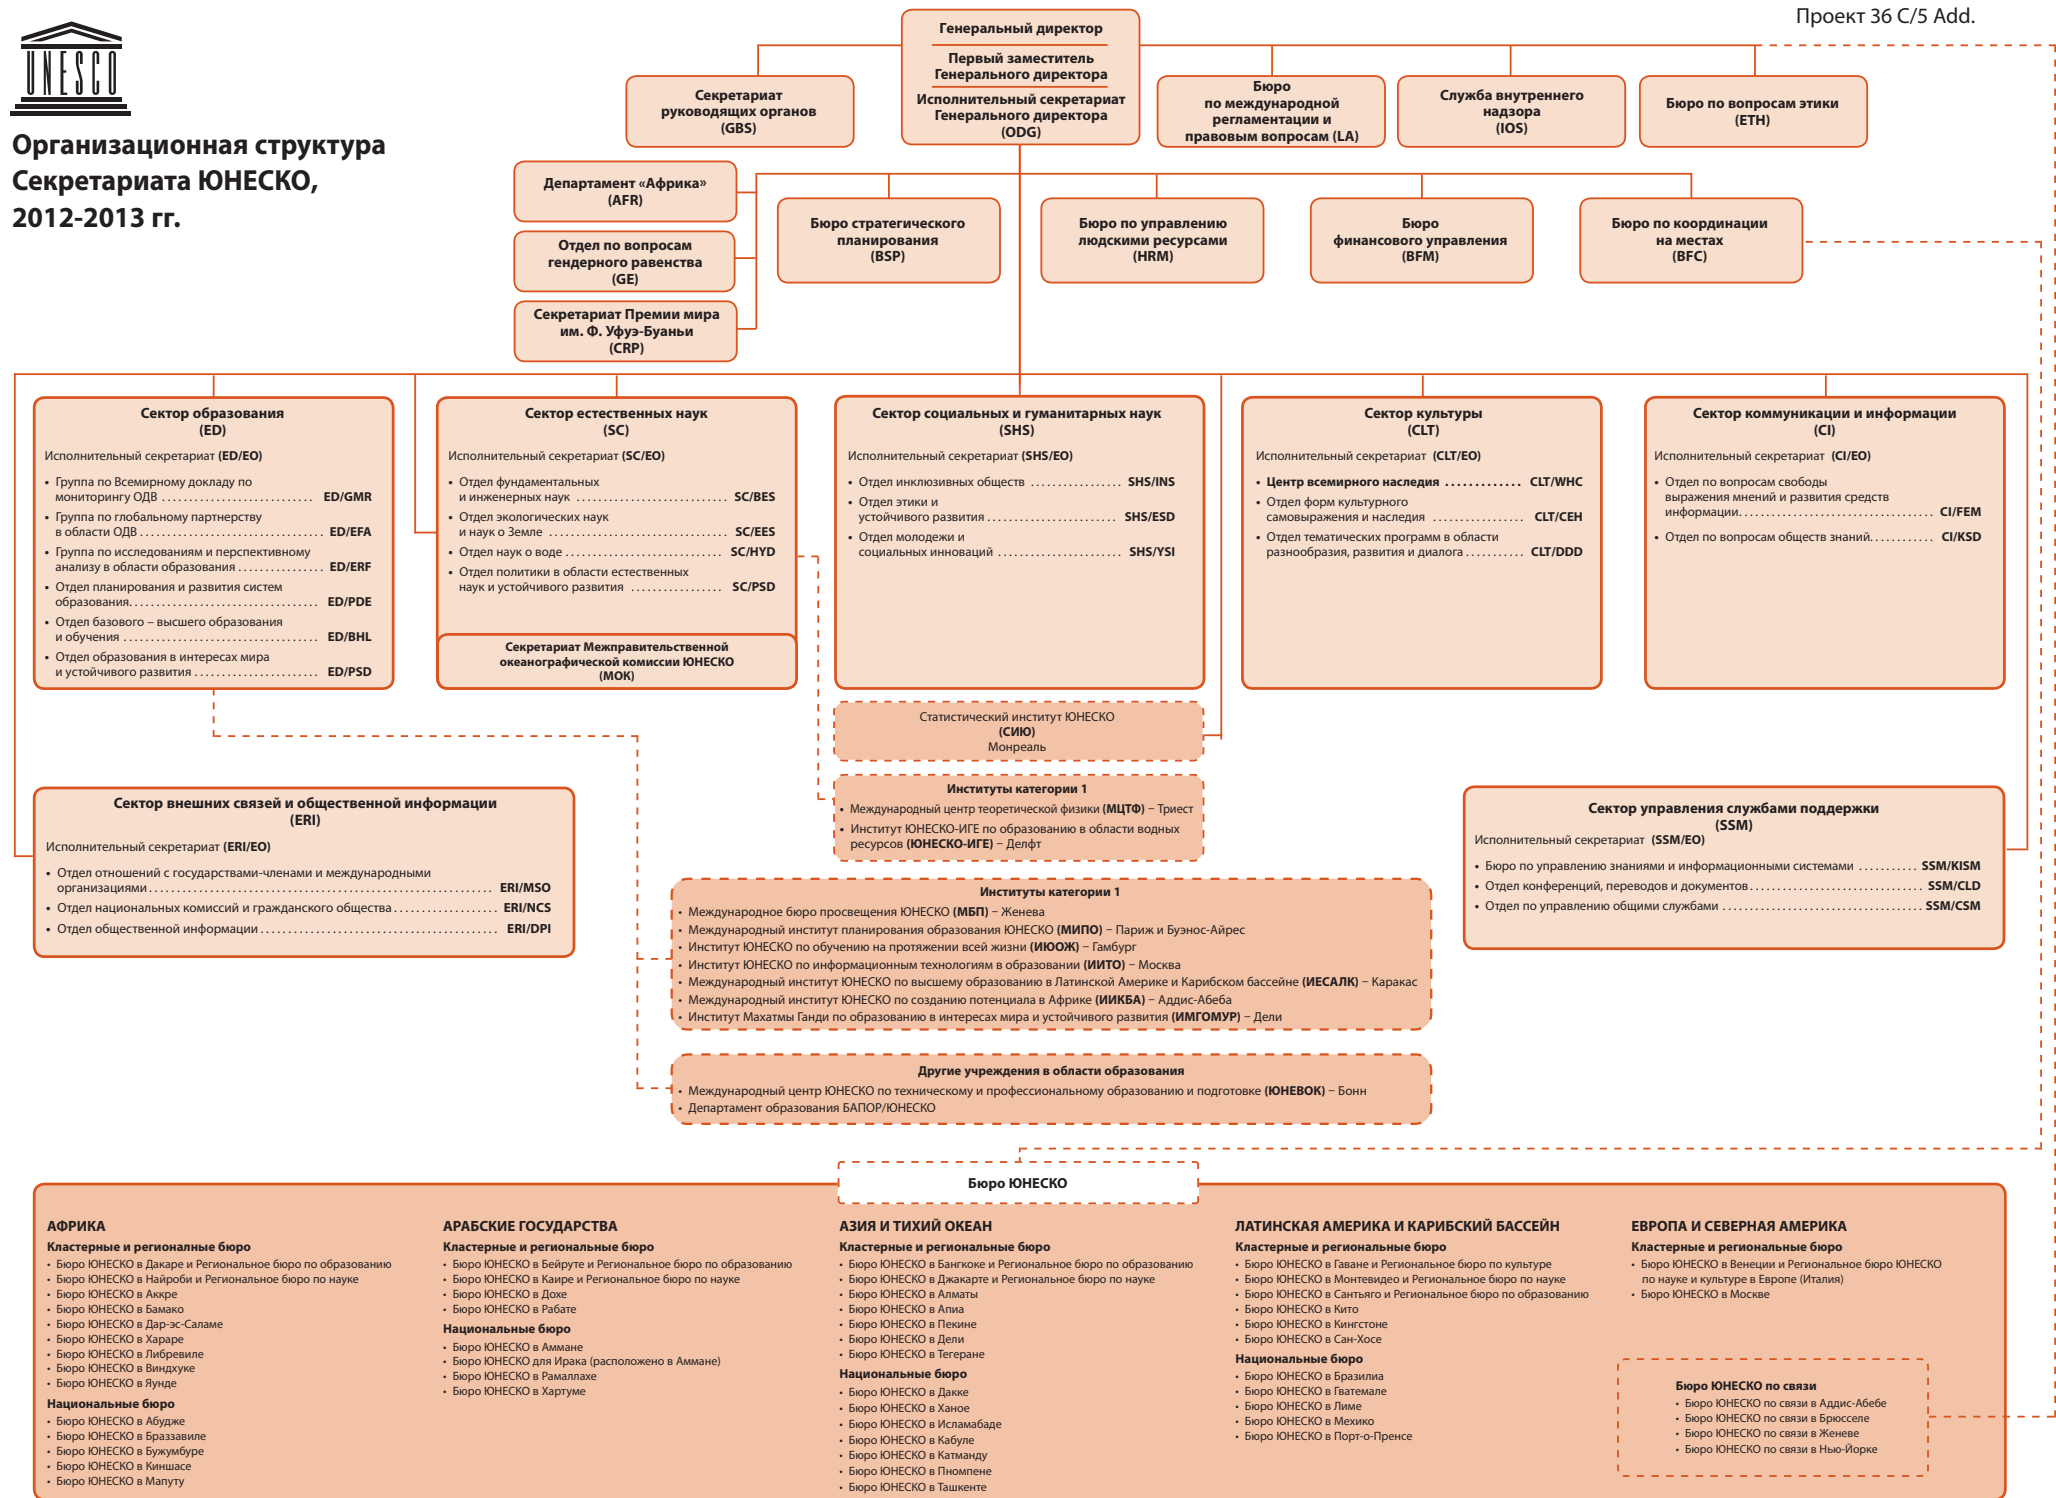 Проект 36 C/5 Add.
UNESCO
Организационная структура
Секретариата ЮНЕСКО,
2012-2013 гг.
Генеральный директор
Первый заместитель
Генерального директора
Исполнительный секретариат
Генерального директора
(ODG)
Секретариат
руководящих органов
(GBS)
Бюро
по международной
регламентации и
правовым вопросам (LA)
Служба внутреннего
надзора
(IOS)
Бюро по вопросам этики
(ETH)
Департамент «Африка»
(AFR)
Отдел по вопросам
гендерного равенства
(GE)
Секретариат Премии мира
им. Ф. Уфуэ-Буаньи
(CRP)
Бюро стратегического
планирования
(BSP)
Бюро по управлению
людскими ресурсами
(HRM)
Бюро
финансового управления
(BFM)
Бюро по координации
на местах
(BFC)
Сектор образования
(ED)
Исполнительный секретариат (ED/EO)
• Группа по Всемирному докладу по
мониторингу ОДВ ........ ED/GMR
• Группа по глобальному партнерству
в области ОДВ ........ ED/EFA
• Группа по исследованиям и перспективному
анализу в области образования ........ ED/ERF
• Отдел планирования и развития систем
образования ........ ED/PDE
• Отдел базового – высшего образования
и обучения ........ ED/BHL
• Отдел образования в интересах мира
и устойчивого развития ........ ED/PSD
Сектор естественных наук
(SC)
Исполнительный секретариат (SC/EO)
• Отдел фундаментальных
и инженерных наук ........ SC/BES
• Отдел экологических наук
и наук о Земле ........ SC/EES
• Отдел наук о воде ........ SC/HYD
• Отдел политики в области естественных
наук и устойчивого развития ........ SC/PSD
Секретариат Межправительственной
океанографической комиссии ЮНЕСКО
(МОК)
Сектор социальных и гуманитарных наук
(SHS)
Исполнительный секретариат (SHS/EO)
• Отдел инклюзивных обществ ........ SHS/INS
• Отдел этики и
устойчивого развития ........ SHS/ESD
• Отдел молодежи и
социальных инноваций ........ SHS/YSI
Сектор культуры
(CLT)
Исполнительный секретариат (CLT/EO)
• Центр всемирного наследия ........ CLT/WHC
• Отдел форм культурного
самовыражения и наследия ........ CLT/CEH
• Отдел тематических программ в области
разнообразия, развития и диалога ........ CLT/DDD
Сектор коммуникации и информации
(CI)
Исполнительный секретариат (CI/EO)
• Отдел по вопросам свободы
выражения мнений и развития средств
информации ........ CI/FEM
• Отдел по вопросам обществ знаний ........ CI/KSD
Статистический институт ЮНЕСКО
(СИЮ)
Монреаль
Институты категории 1
• Международный центр теоретической физики (МЦТФ) – Триест
• Институт ЮНЕСКО-ИГЕ по образованию в области водных
ресурсов (ЮНЕСКО-ИГЕ) – Делфт
Сектор внешних связей и общественной информации
(ERI)
Исполнительный секретариат (ERI/EO)
• Отдел отношений с государствами-членами и международными
организациями ........ ERI/MSO
• Отдел национальных комиссий и гражданского общества ........ ERI/NCS
• Отдел общественной информации ........ ERI/DPI
Сектор управления службами поддержки
(SSM)
Исполнительный секретариат (SSM/EO)
• Бюро по управлению знаниями и информационными системами ........ SSM/KISM
• Отдел конференций, переводов и документов ........ SSM/CLD
• Отдел по управлению общими службами ........ SSM/CSM
Институты категории 1
• Международное бюро просвещения ЮНЕСКО (МБП) – Женева
• Международный институт планирования образования ЮНЕСКО (МИПО) – Париж и Буэнос-Айрес
• Институт ЮНЕСКО по обучению на протяжении всей жизни (ИЮОЖ) – Гамбург
• Институт ЮНЕСКО по информационным технологиям в образовании (ИИТО) – Москва
• Международный институт ЮНЕСКО по высшему образованию в Латинской Америке и Карибском бассейне (ИЕСАЛК) – Каракас
• Международный институт ЮНЕСКО по созданию потенциала в Африке (ИИКБА) – Аддис-Абеба
• Институт Махатмы Ганди по образованию в интересах мира и устойчивого развития (ИМГОМУР) – Дели
Другие учреждения в области образования
• Международный центр ЮНЕСКО по техническому и профессиональному образованию и подготовке (ЮНЕВОК) – Бонн
• Департамент образования БАПОР/ЮНЕСКО
Бюро ЮНЕСКО
АФРИКА
Кластерные и региональные бюро
• Бюро ЮНЕСКО в Дакаре и Региональное бюро по образованию
• Бюро ЮНЕСКО в Найроби и Региональное бюро по науке
• Бюро ЮНЕСКО в Аккре
• Бюро ЮНЕСКО в Бамако
• Бюро ЮНЕСКО в Дар-эс-Саламе
• Бюро ЮНЕСКО в Хараре
• Бюро ЮНЕСКО в Либревиле
• Бюро ЮНЕСКО в Виндхуке
• Бюро ЮНЕСКО в Яунде
Национальные бюро
• Бюро ЮНЕСКО в Абудже
• Бюро ЮНЕСКО в Браззавиле
• Бюро ЮНЕСКО в Бужумбуре
• Бюро ЮНЕСКО в Киншасе
• Бюро ЮНЕСКО в Мапуту
АРАБСКИЕ ГОСУДАРСТВА
Кластерные и региональные бюро
• Бюро ЮНЕСКО в Бейруте и Региональное бюро по образованию
• Бюро ЮНЕСКО в Каире и Региональное бюро по науке
• Бюро ЮНЕСКО в Дохе
• Бюро ЮНЕСКО в Рабате
Национальные бюро
• Бюро ЮНЕСКО в Аммане
• Бюро ЮНЕСКО для Ирака (расположено в Аммане)
• Бюро ЮНЕСКО в Рамаллахе
• Бюро ЮНЕСКО в Хартуме
АЗИЯ И ТИХИЙ ОКЕАН
Кластерные и региональные бюро
• Бюро ЮНЕСКО в Бангкоке и Региональное бюро по образованию
• Бюро ЮНЕСКО в Джакарте и Региональное бюро по науке
• Бюро ЮНЕСКО в Алматы
• Бюро ЮНЕСКО в Апиа
• Бюро ЮНЕСКО в Пекине
• Бюро ЮНЕСКО в Дели
• Бюро ЮНЕСКО в Тегеране
Национальные бюро
• Бюро ЮНЕСКО в Дакке
• Бюро ЮНЕСКО в Ханое
• Бюро ЮНЕСКО в Исламабаде
• Бюро ЮНЕСКО в Кабуле
• Бюро ЮНЕСКО в Катманду
• Бюро ЮНЕСКО в Пномпене
• Бюро ЮНЕСКО в Ташкенте
ЛАТИНСКАЯ АМЕРИКА И КАРИБСКИЙ БАССЕЙН
Кластерные и региональные бюро
• Бюро ЮНЕСКО в Гаване и Региональное бюро по культуре
• Бюро ЮНЕСКО в Монтевидео и Региональное бюро по науке
• Бюро ЮНЕСКО в Сантьяго и Региональное бюро по образованию
• Бюро ЮНЕСКО в Кито
• Бюро ЮНЕСКО в Кингстоне
• Бюро ЮНЕСКО в Сан-Хосе
Национальные бюро
• Бюро ЮНЕСКО в Бразилиа
• Бюро ЮНЕСКО в Гватемале
• Бюро ЮНЕСКО в Лиме
• Бюро ЮНЕСКО в Мехико
• Бюро ЮНЕСКО в Порт-о-Пренсе
ЕВРОПА И СЕВЕРНАЯ АМЕРИКА
Кластерные и региональные бюро
• Бюро ЮНЕСКО в Венеции и Региональное бюро ЮНЕСКО
по науке и культуре в Европе (Италия)
• Бюро ЮНЕСКО в Москве
Бюро ЮНЕСКО по связи
• Бюро ЮНЕСКО по связи в Аддис-Абебе
• Бюро ЮНЕСКО по связи в Брюсселе
• Бюро ЮНЕСКО по связи в Женеве
• Бюро ЮНЕСКО по связи в Нью-Йорке